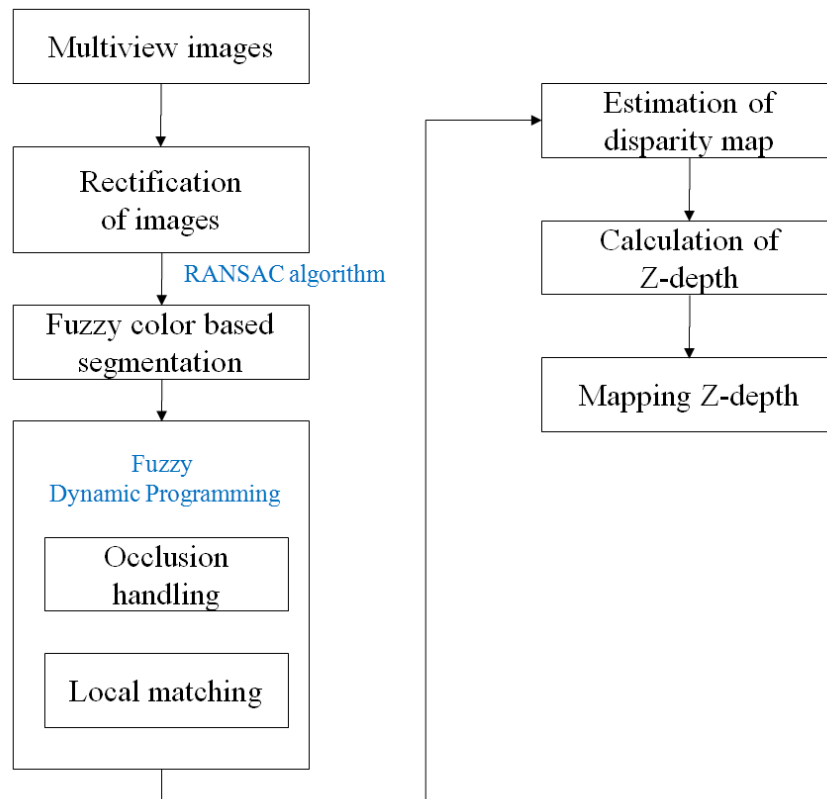 Multiview images
Rectification
of images
RANSAC algorithm
Fuzzy color based
segmentation
Fuzzy
Dynamic Programming
Occlusion
handling
Local matching
Estimation of
disparity map
Calculation of
Z-depth
Mapping Z-depth